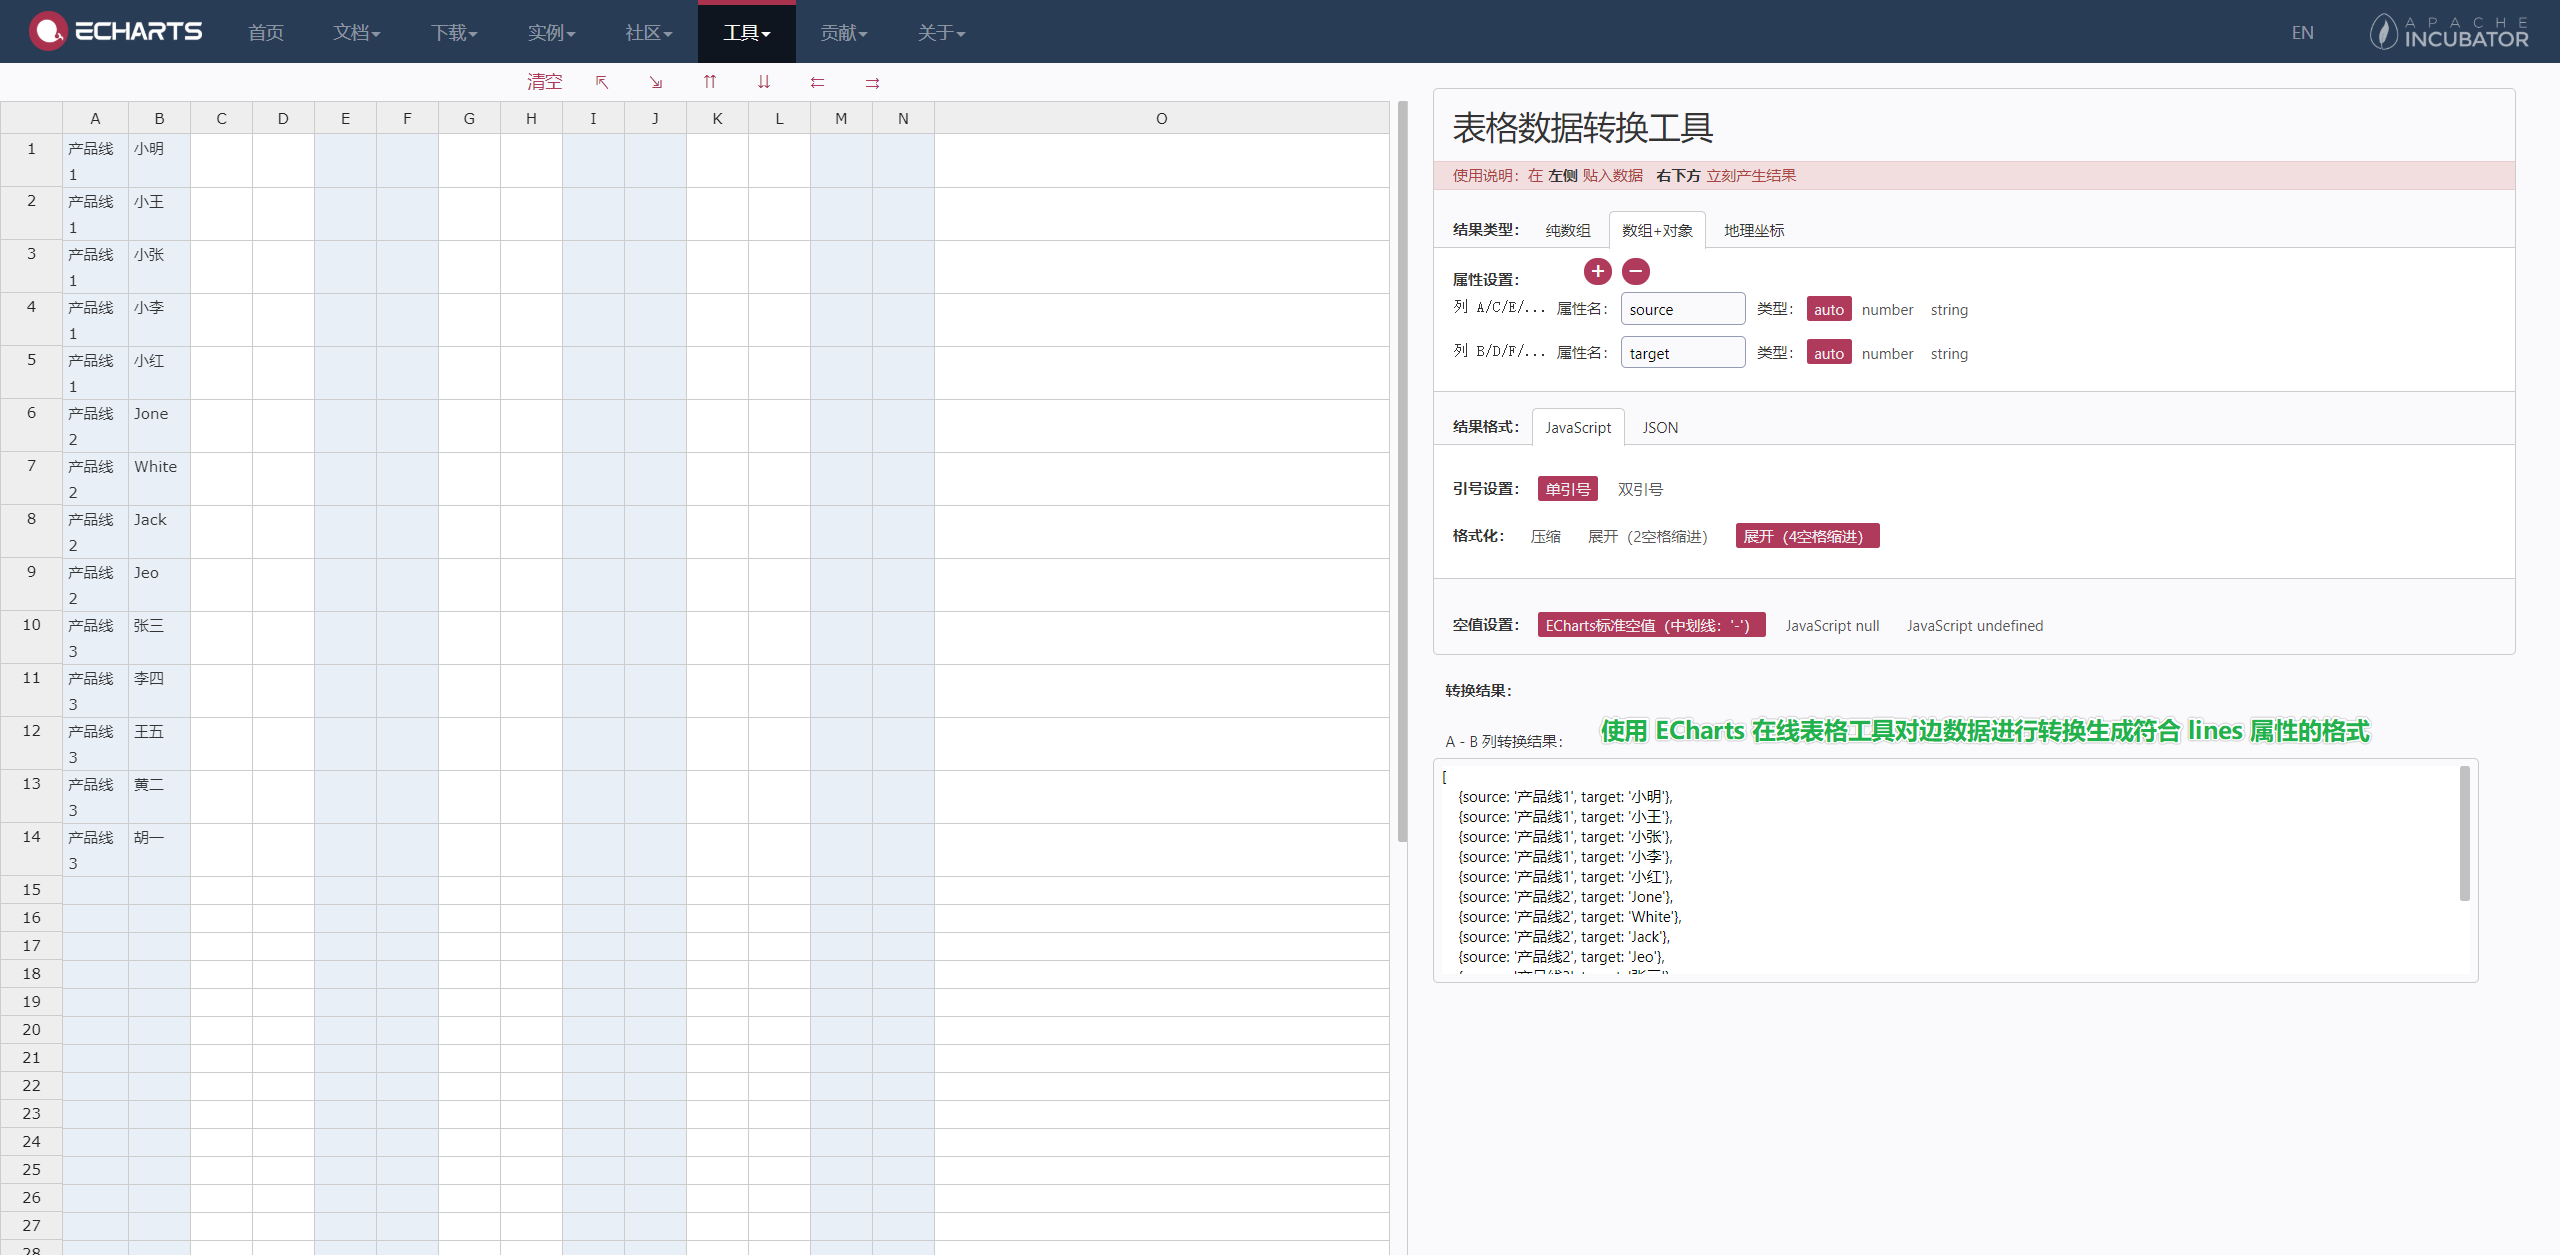 ECHARTS 首页 文档 下载 实例 社区 工具 贡献 关于 EN APACHE INCUBATOR
清空 ↖ ↘ ⇈ ⇊ ⇇ ⇉
A B C D E F G H I J K L M N O
1 产品线1 小明
2 产品线1 小王
3 产品线1 小张
4 产品线1 小李
5 产品线1 小红
6 产品线2 Jone
7 产品线2 White
8 产品线2 Jack
9 产品线2 Jeo
10 产品线3 张三
11 产品线3 李四
12 产品线3 王五
13 产品线3 黄二
14 产品线3 胡一
15
16
17
18
19
20
21
22
23
24
25
26
27
28
表格数据转换工具
使用说明：在 左侧 贴入数据 右下方 立刻产生结果
结果类型： 纯数组 数组+对象 地理坐标
属性设置： + −
列 A/C/E/... 属性名： source 类型： auto number string
列 B/D/F/... 属性名： target 类型： auto number string
结果格式： JavaScript JSON
引号设置： 单引号 双引号
格式化： 压缩 展开（2空格缩进） 展开（4空格缩进）
空值设置： ECharts标准空值（中划线：'-'） JavaScript null JavaScript undefined
转换结果：
使用 ECharts 在线表格工具对边数据进行转换生成符合 lines 属性的格式
A - B 列转换结果：
[
{source: '产品线1', target: '小明'},
{source: '产品线1', target: '小王'},
{source: '产品线1', target: '小张'},
{source: '产品线1', target: '小李'},
{source: '产品线1', target: '小红'},
{source: '产品线2', target: 'Jone'},
{source: '产品线2', target: 'White'},
{source: '产品线2', target: 'Jack'},
{source: '产品线2', target: 'Jeo'},